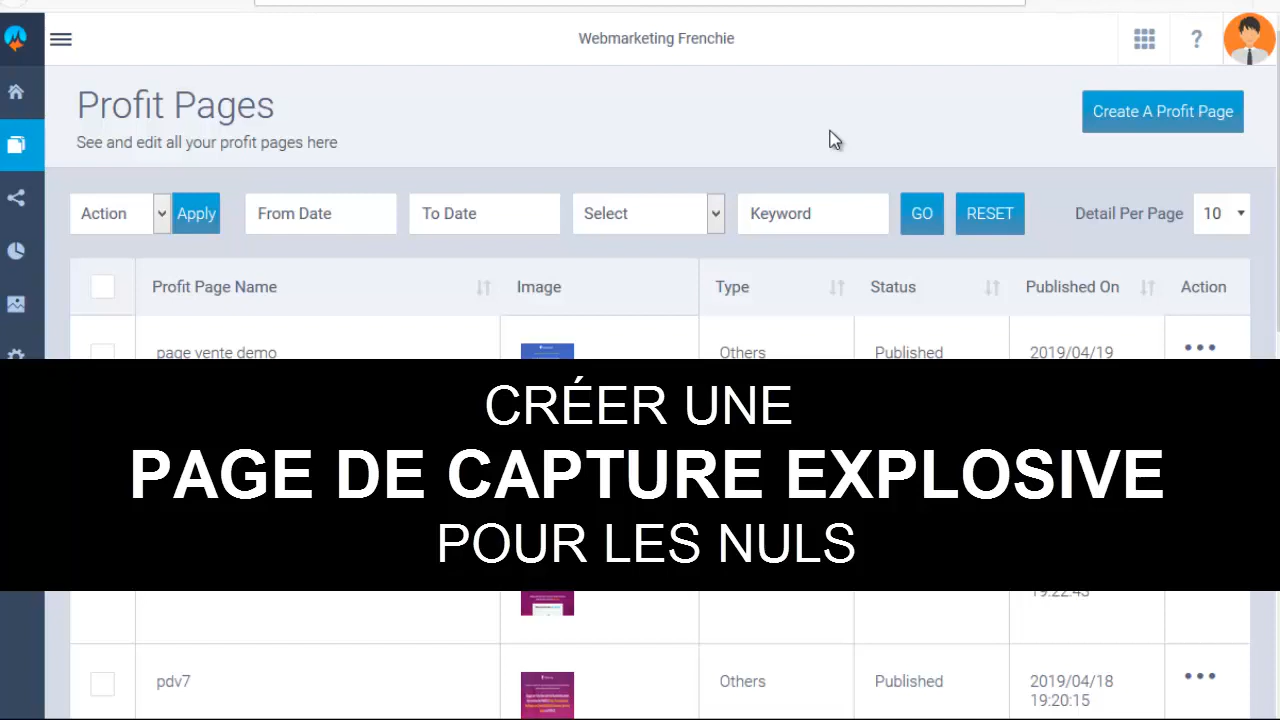 Webmarketing Frenchie
?
Profit Pages
See and edit all your profit pages here
Create A Profit Page
Action Apply From Date To Date Select Keyword GO RESET Detail Per Page 10
Profit Page Name Image Type Status Published On Action
page vente demo Others Published 2019/04/19
CRÉER UNE
PAGE DE CAPTURE EXPLOSIVE
POUR LES NULS
19:22:43
pdv7 Others Published 2019/04/18
19:20:15